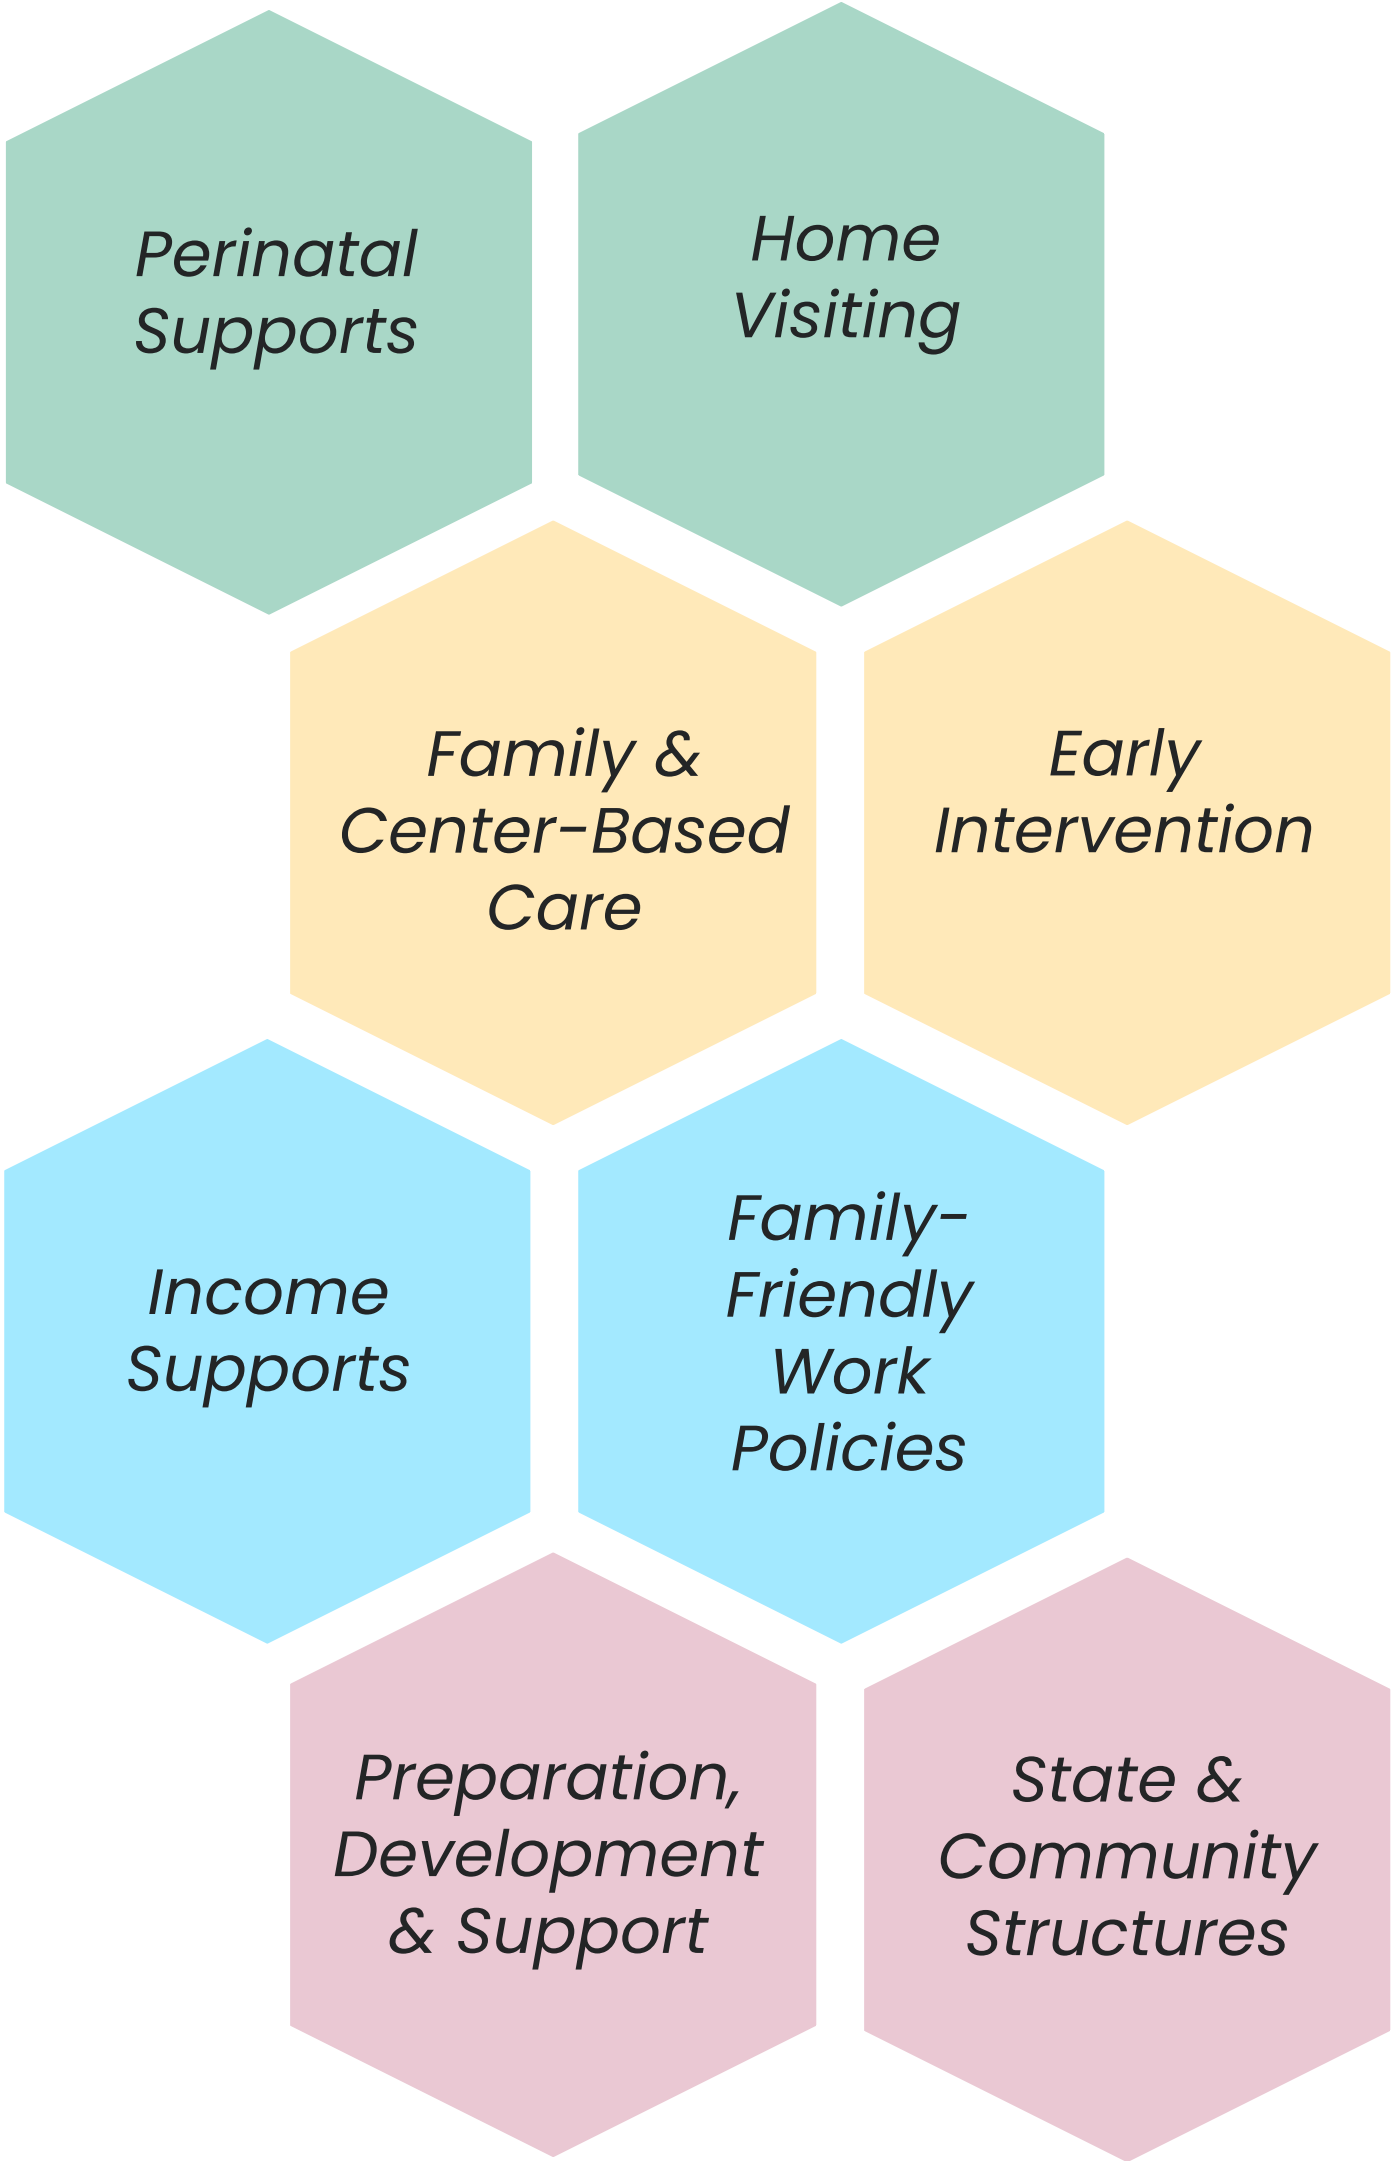 Perinatal
Supports
Home
Visiting
Family &
Center-Based
Care
Early
Intervention
Income
Supports
Family-
Friendly
Work
Policies
Preparation,
Development
& Support
State &
Community
Structures